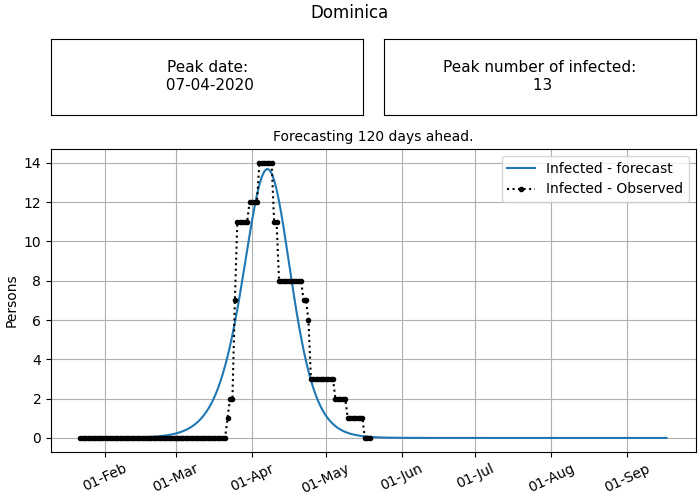 Dominica
Peak date:
07-04-2020
Peak number of infected:
13
Forecasting 120 days ahead.
Infected - forecast
Infected - Observed
Persons
14
12
10
8
6
4
2
0
01-Feb
01-Mar
01-Apr
01-May
01-Jun
01-Jul
01-Aug
01-Sep